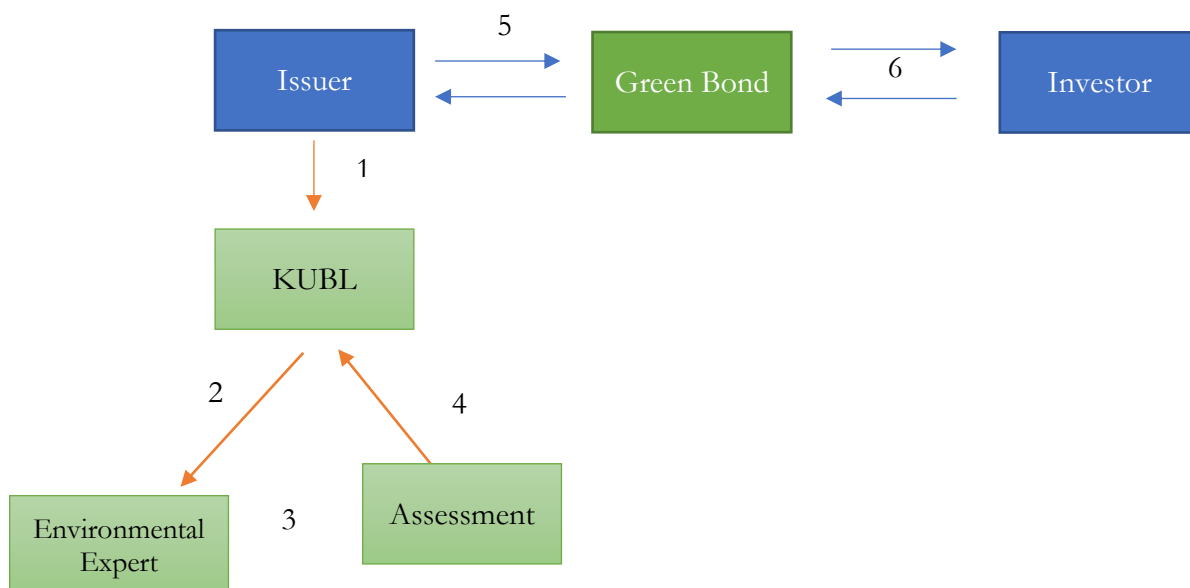 5
Issuer
Green Bond
6
Investor
1
KUBL
2
4
Assessment
3
Environmental
Expert